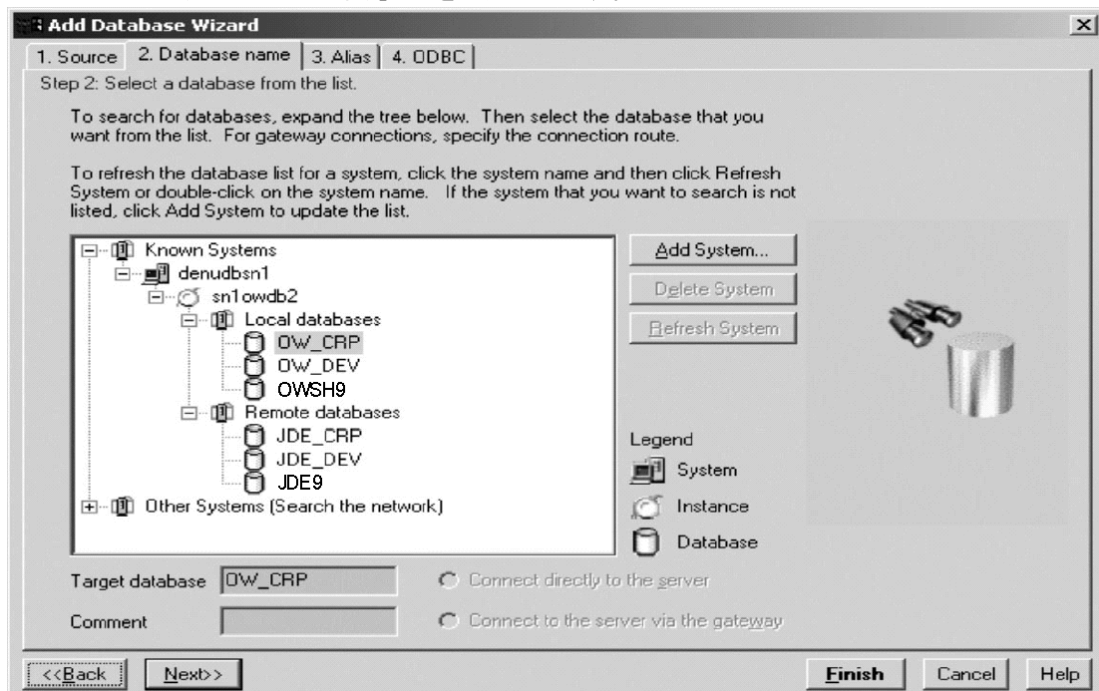 Add Database Wizard
1. Source 2. Database name 3. Alias 4. ODBC
Step 2: Select a database from the list.
To search for databases, expand the tree below. Then select the database that you
want from the list. For gateway connections, specify the connection route.
To refresh the database list for a system, click the system name and then click Refresh
System or double-click on the system name. If the system that you want to search is not
listed, click Add System to update the list.
Known Systems
denudbsn1
sn1owdb2
Local databases
OW_CRP
OW_DEV
OWSH9
Remote databases
JDE_CRP
JDE_DEV
JDE9
Other Systems (Search the network)
Add System...
Delete System
Refresh System
Legend
System
Instance
Database
Target database OW_CRP
Connect directly to the server
Comment
Connect to the server via the gateway
<<Back Next>> Finish Cancel Help